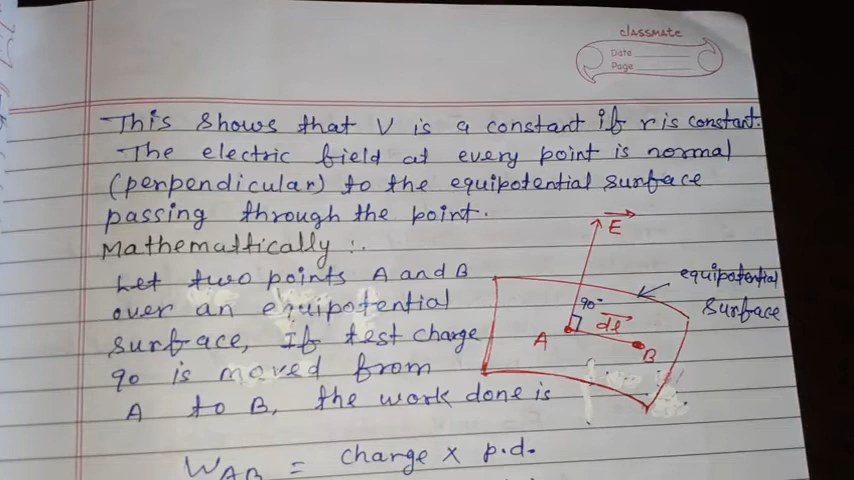 classmate
Date
Page
This shows that V is a constant if r is constant.
The electric field at every point is normal
(perpendicular) to the equipotential surface
passing through the point.
Mathemattically :.
Let two points A and B
over an equipotential
surface, If test charge
q0 is moved from
A to B, the work done is
W_AB = charge × p.d.
E
equipotential
surface
90°
dl
A
B